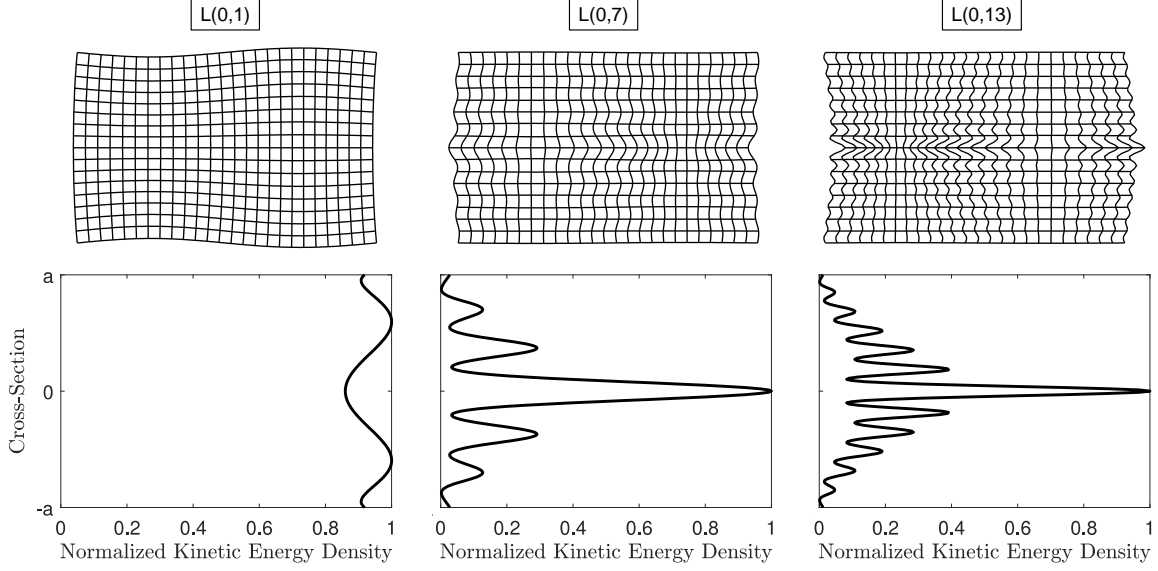 L(0,1)
L(0,7)
L(0,13)
a
0
-a
Cross-Section
0 0.2 0.4 0.6 0.8 1
0 0.2 0.4 0.6 0.8 1
0 0.2 0.4 0.6 0.8 1
Normalized Kinetic Energy Density
Normalized Kinetic Energy Density
Normalized Kinetic Energy Density